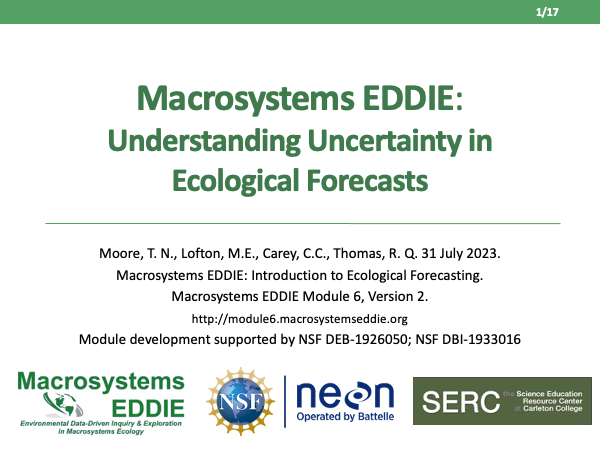 1/17
Macrosystems EDDIE:
Understanding Uncertainty in
Ecological Forecasts
Moore, T. N., Lofton, M.E., Carey, C.C., Thomas, R. Q. 31 July 2023.
Macrosystems EDDIE: Introduction to Ecological Forecasting.
Macrosystems EDDIE Module 6, Version 2.
http://module6.macrosystemseddie.org
Module development supported by NSF DEB-1926050; NSF DBI-1933016
Macrosystems
EDDIE
Environmental Data-Driven Inquiry & Exploration
in Macrosystems Ecology
NSF
neon
Operated by Battelle
SERC
the Science Education
Resource Center
at Carleton College